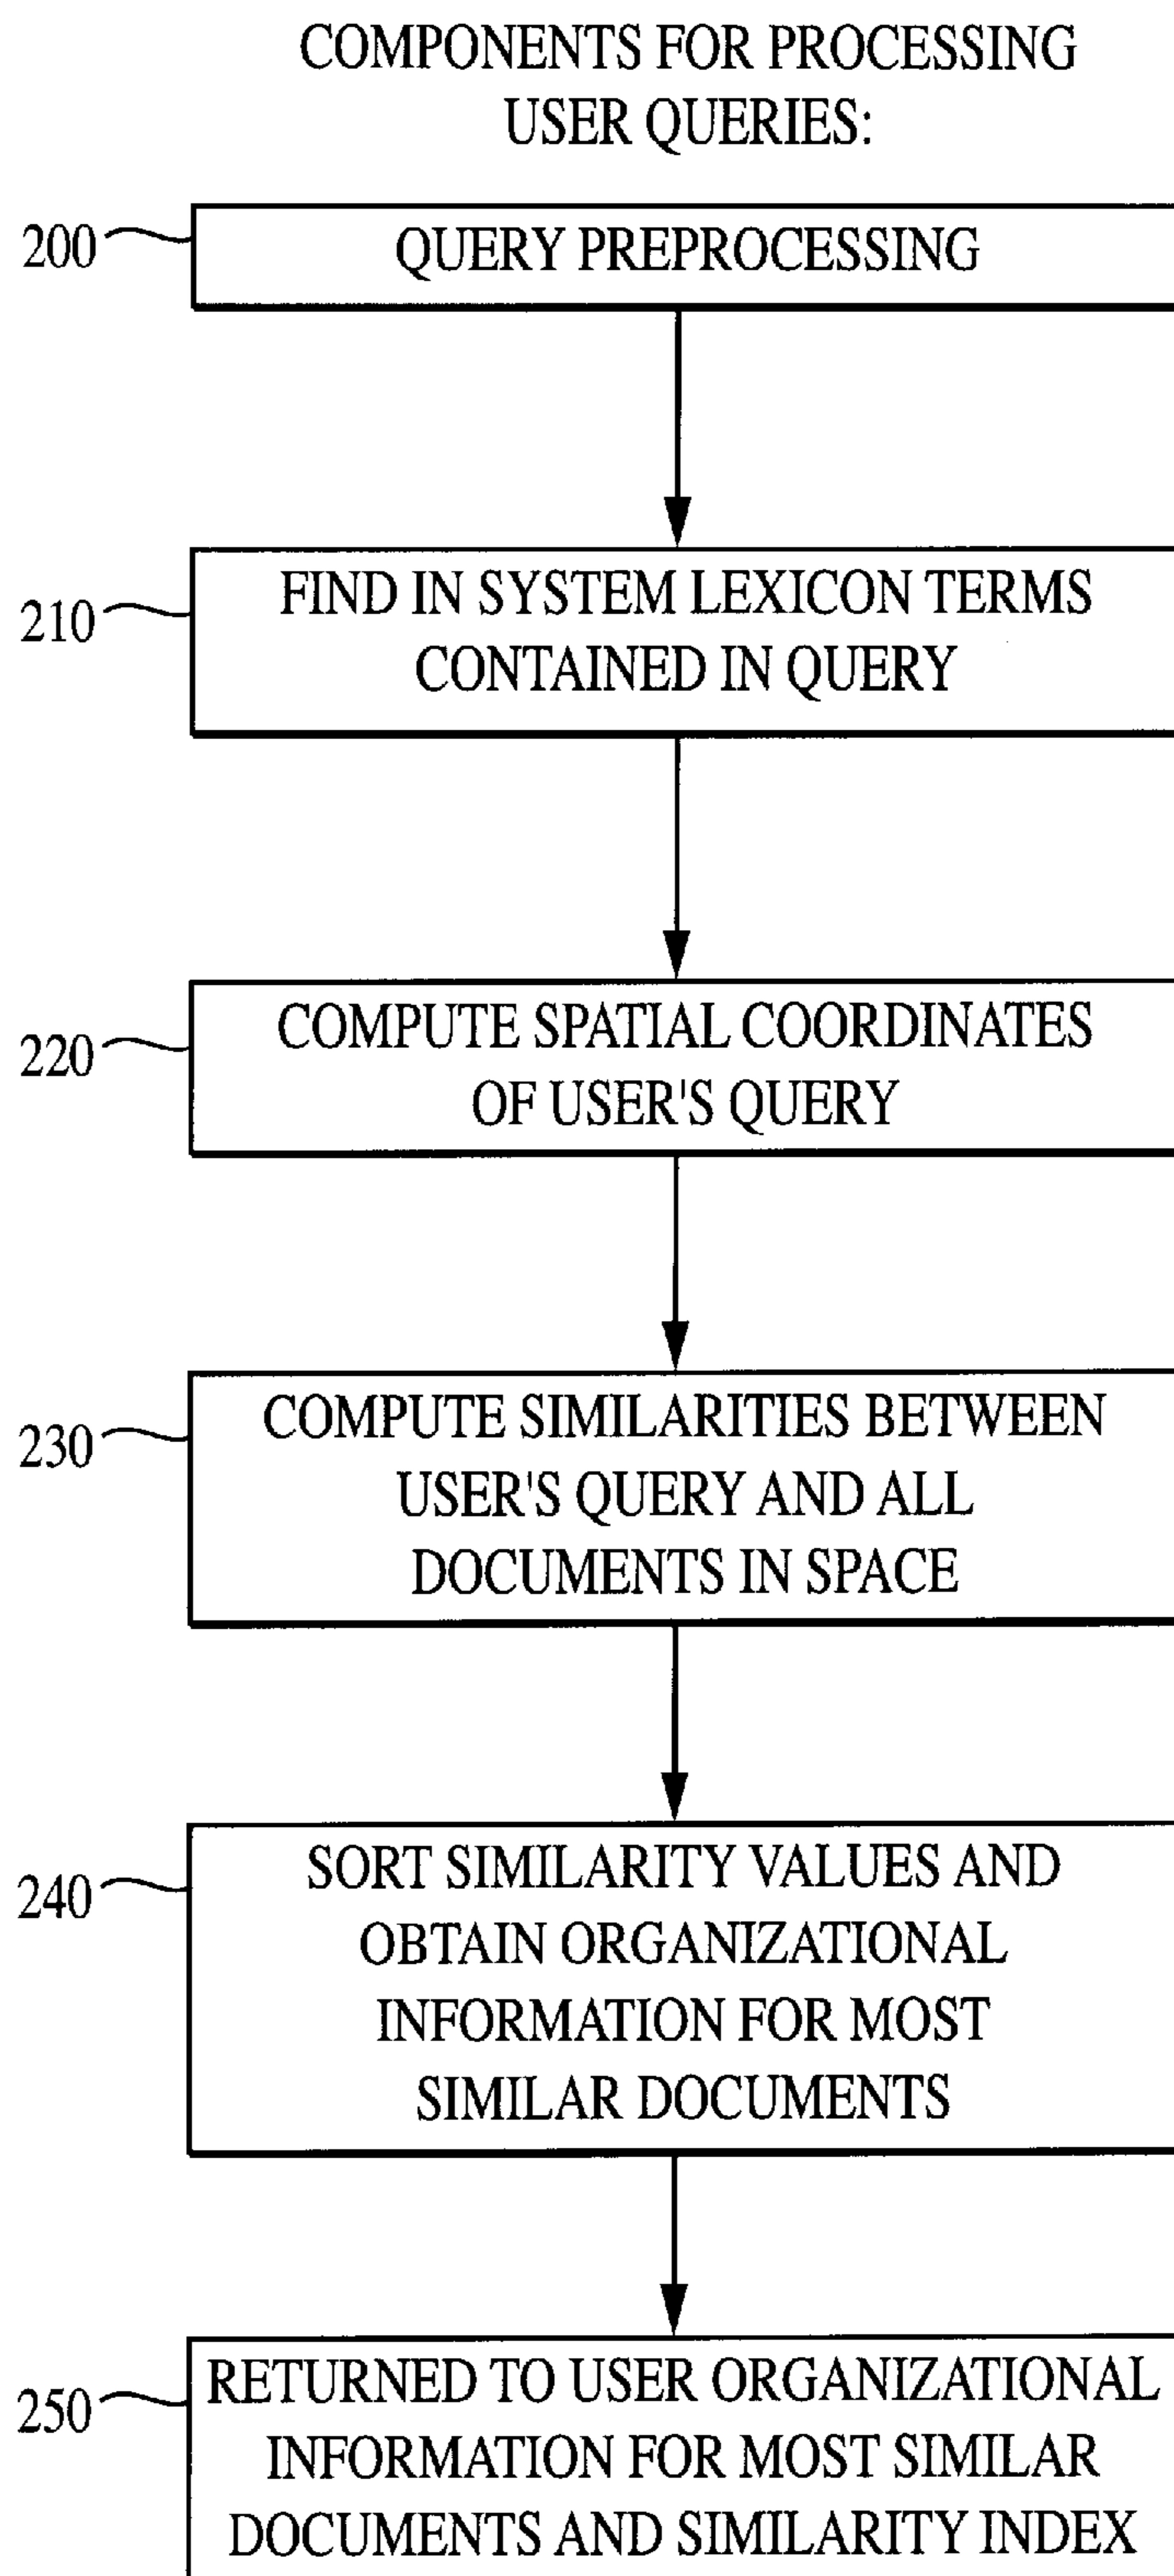 COMPONENTS FOR PROCESSING
USER QUERIES:
200
QUERY PREPROCESSING
210
FIND IN SYSTEM LEXICON TERMS
CONTAINED IN QUERY
220
COMPUTE SPATIAL COORDINATES
OF USER'S QUERY
230
COMPUTE SIMILARITIES BETWEEN
USER'S QUERY AND ALL
DOCUMENTS IN SPACE
240
SORT SIMILARITY VALUES AND
OBTAIN ORGANIZATIONAL
INFORMATION FOR MOST
SIMILAR DOCUMENTS
250
RETURNED TO USER ORGANIZATIONAL
INFORMATION FOR MOST SIMILAR
DOCUMENTS AND SIMILARITY INDEX